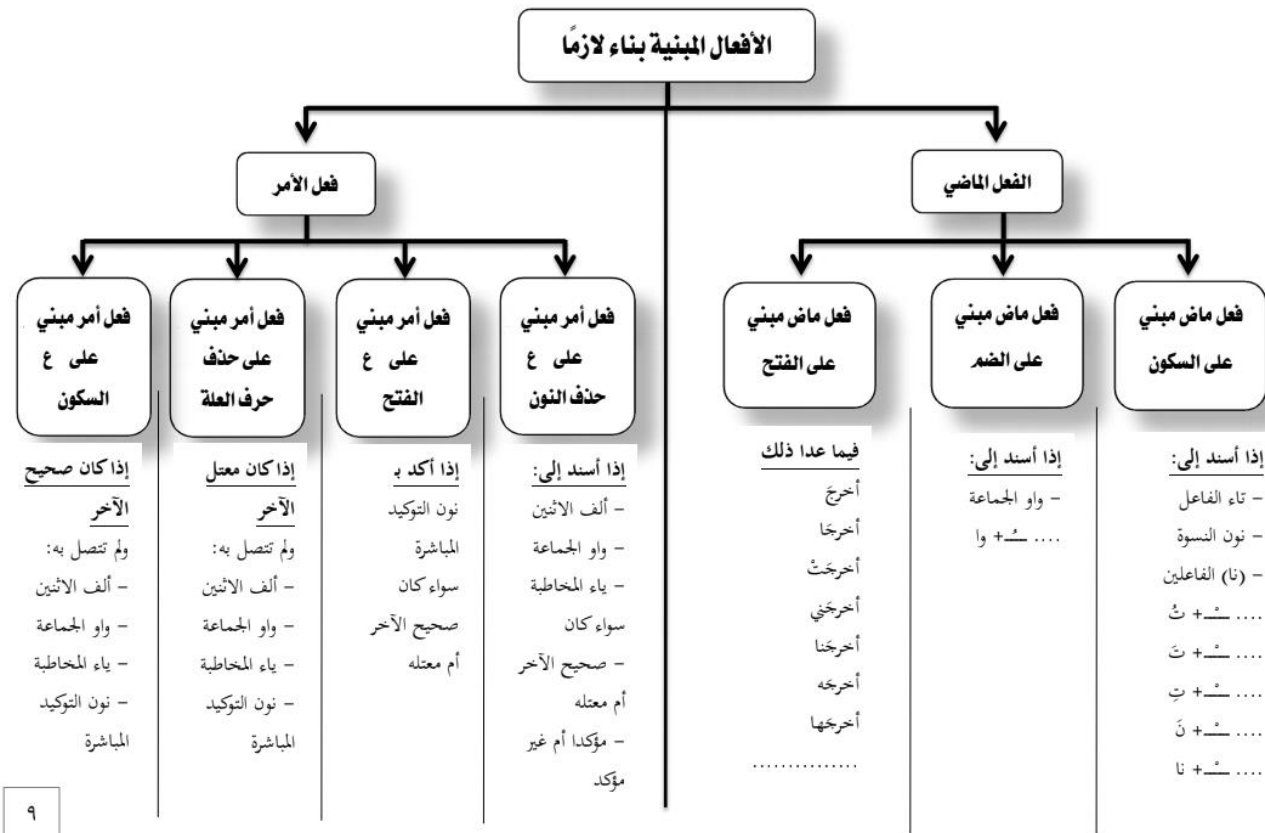 الأفعال المبنية بناء لازمًا
الفعل الماضي
فعل الأمر
فعل ماض مبني
على السكون
إذا أسند إلى:
- تاء الفاعل
- نون النسوة
- (نا) الفاعلين
.... ـــْـ+ تُ
.... ـــْـ+ تَ
.... ـــْـ+ تِ
.... ـــْـ+ نَ
.... ـــْـ+ نا
فعل ماض مبني
على الضم
إذا أسند إلى:
- واو الجماعة
.... ـــُـ+ وا
فعل ماض مبني
على الفتح
فيما عدا ذلك
أخرجَ
أخرجَا
أخرجَتْ
أخرجَني
أخرجَنا
أخرجَه
أخرجَها
...............
فعل أمر مبني
على ع
حذف النون
إذا أسند إلى:
- ألف الاثنين
- واو الجماعة
- ياء المخاطبة
سواء كان
- صحيح الآخر
أم معتله
- مؤكدا أم غير
مؤكد
فعل أمر مبني
على ع
الفتح
إذا أكد بـ
نون التوكيد
المباشرة
سواء كان
صحيح الآخر
أم معتله
فعل أمر مبني
على حذف
حرف العلة
إذا كان معتل
الآخر
ولم تتصل به:
- ألف الاثنين
- واو الجماعة
- ياء المخاطبة
- نون التوكيد
المباشرة
فعل أمر مبني
على ع
السكون
إذا كان صحيح
الآخر
ولم تتصل به:
- ألف الاثنين
- واو الجماعة
- ياء المخاطبة
- نون التوكيد
المباشرة
٩